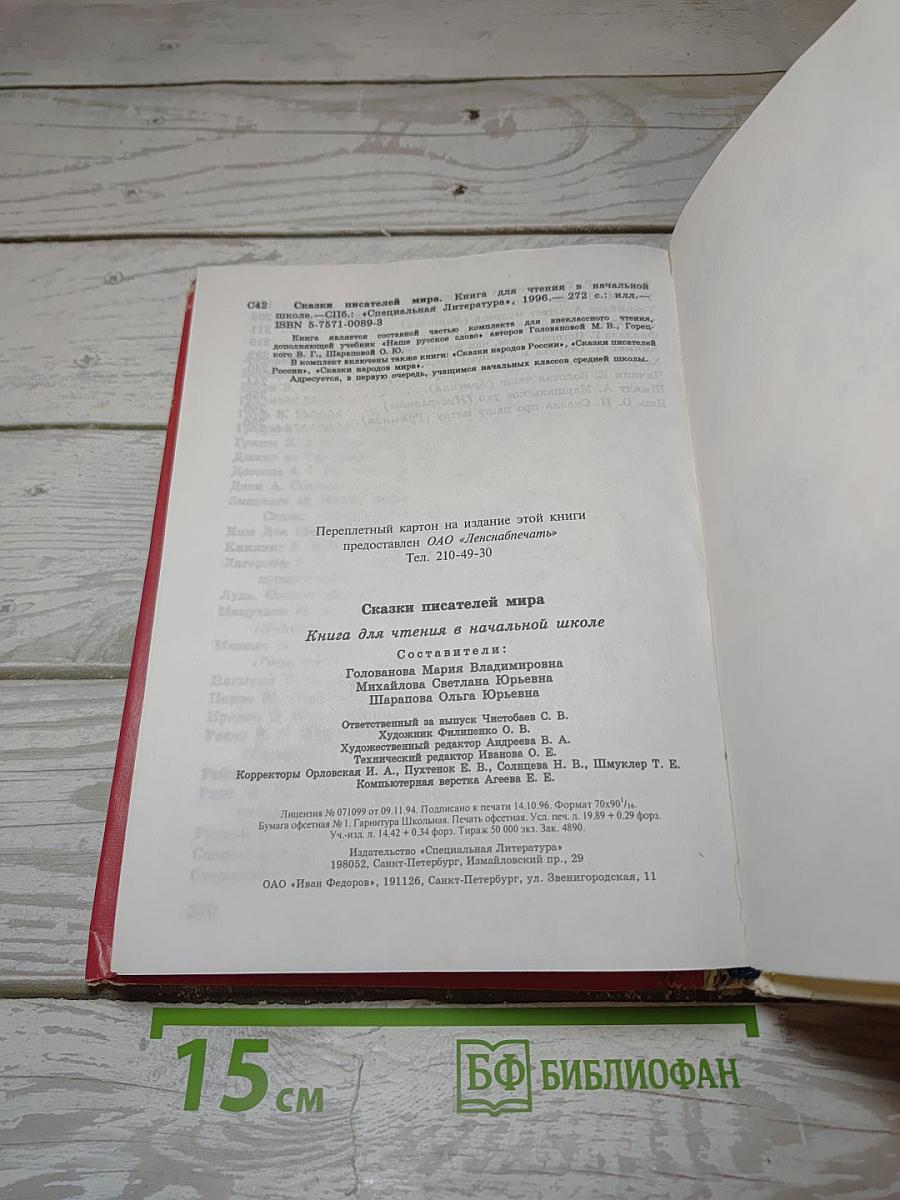 С42 Сказки писателей мира. Книга для чтения в начальной
школе.—СПб.: «Специальная Литература», 1996.— 272 с.: илл.—
ISBN 5-7571-0089-3
Книга является составной частью комплекта для внеклассного чтения,
дополняющей учебник «Наше русское слово» авторов Головановой М. В., Горец-
кого В. Г., Шараповой О. Ю.
В комплект включены также книги: «Сказки народов России», «Сказки писателей
России», «Сказки народов мира».
Адресуется, в первую очередь, учащимся начальных классов средней школы.
Переплетный картон на издание этой книги
предоставлен ОАО «Ленснабпечать»
Тел. 210-49-30
Сказки писателей мира
Книга для чтения в начальной школе
Составители:
Голованова Мария Владимировна
Михайлова Светлана Юрьевна
Шарапова Ольга Юрьевна
Ответственный за выпуск Чистобаев С. В.
Художник Филипенко О. В.
Художественный редактор Андреева В. А.
Технический редактор Иванова О. Е.
Корректоры Орловская И. А., Пухтенок Е. В., Солнцева Н. В., Шмуклер Т. Е.
Компьютерная верстка Агеева Е. Е.
Лицензия № 071099 от 09.11.94. Подписано к печати 14.10.96. Формат 70х90¹/₁₆.
Бумага офсетная № 1. Гарнитура Школьная. Печать офсетная. Усл. печ. л. 19,89 + 0,29 форз.
Уч.-изд. л. 14,42 + 0,34 форз. Тираж 50 000 экз. Зак. 4890.
Издательство «Специальная Литература»
198052, Санкт-Петербург, Измайловский пр., 29
ОАО «Иван Федоров», 191126, Санкт-Петербург, ул. Звенигородская, 11
15 см
БФ БИБЛИОФАН